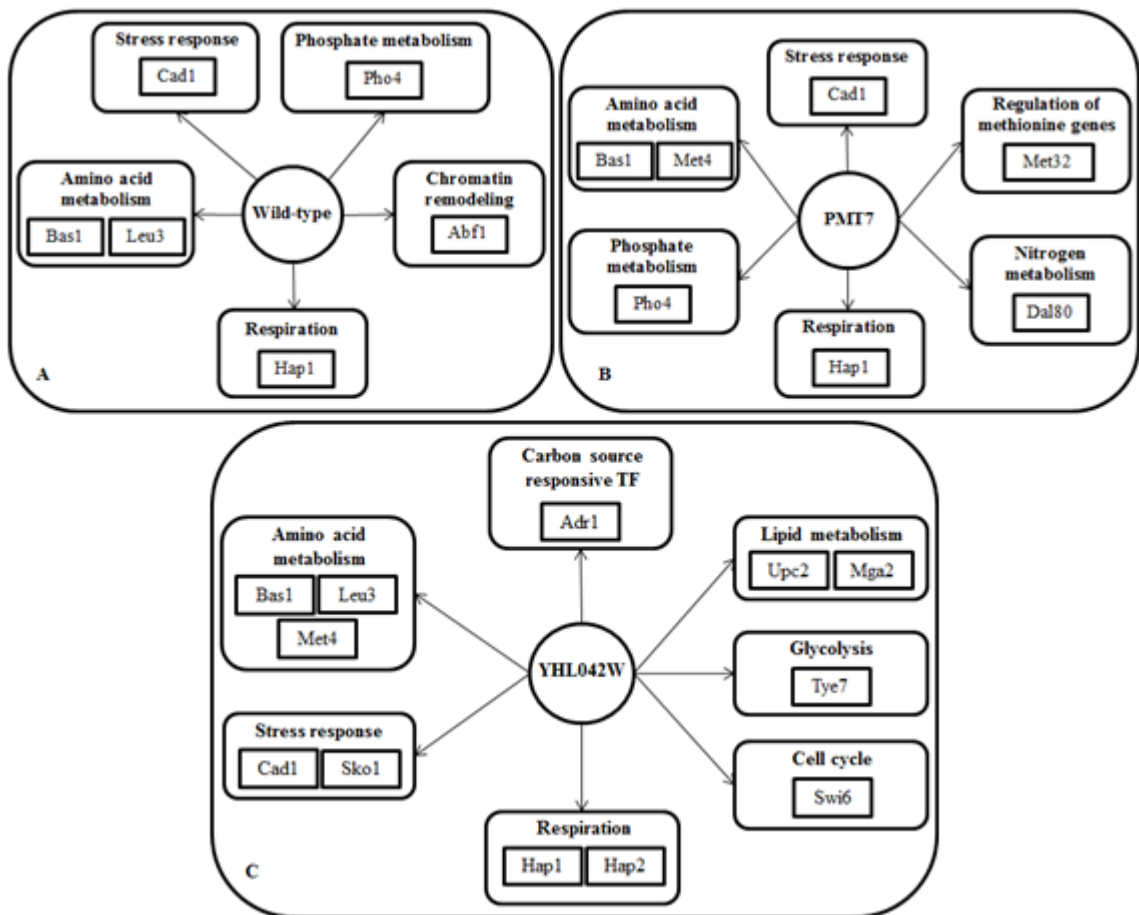 Stress response
Cad1
Phosphate metabolism
Pho4
Amino acid
metabolism
Bas1 Leu3
Wild-type
Chromatin
remodeling
Abf1
Respiration
Hap1
A
Stress response
Cad1
Amino acid
metabolism
Bas1 Met4
Regulation of
methionine genes
Met32
PMT7
Phosphate
metabolism
Pho4
Nitrogen
metabolism
Dal80
Respiration
Hap1
B
Carbon source
responsive TF
Adr1
Amino acid
metabolism
Bas1 Leu3
Met4
Lipid metabolism
Upc2 Mga2
YHL042W
Glycolysis
Tye7
Stress response
Cad1 Sko1
Cell cycle
Swi6
Respiration
Hap1 Hap2
C